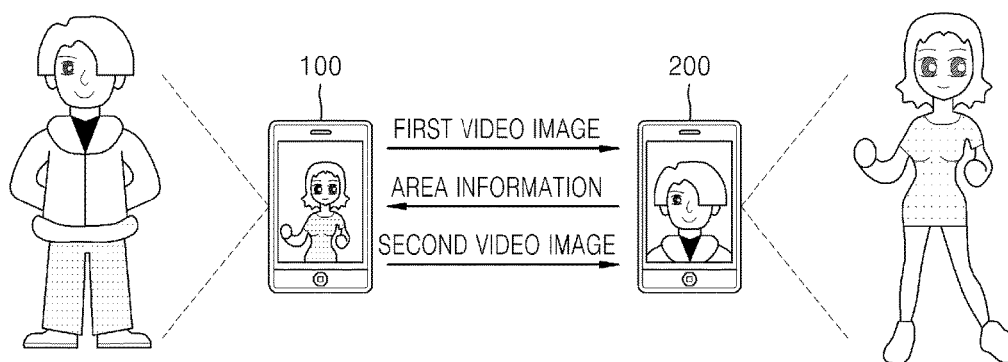 100
200
FIRST VIDEO IMAGE
AREA INFORMATION
SECOND VIDEO IMAGE